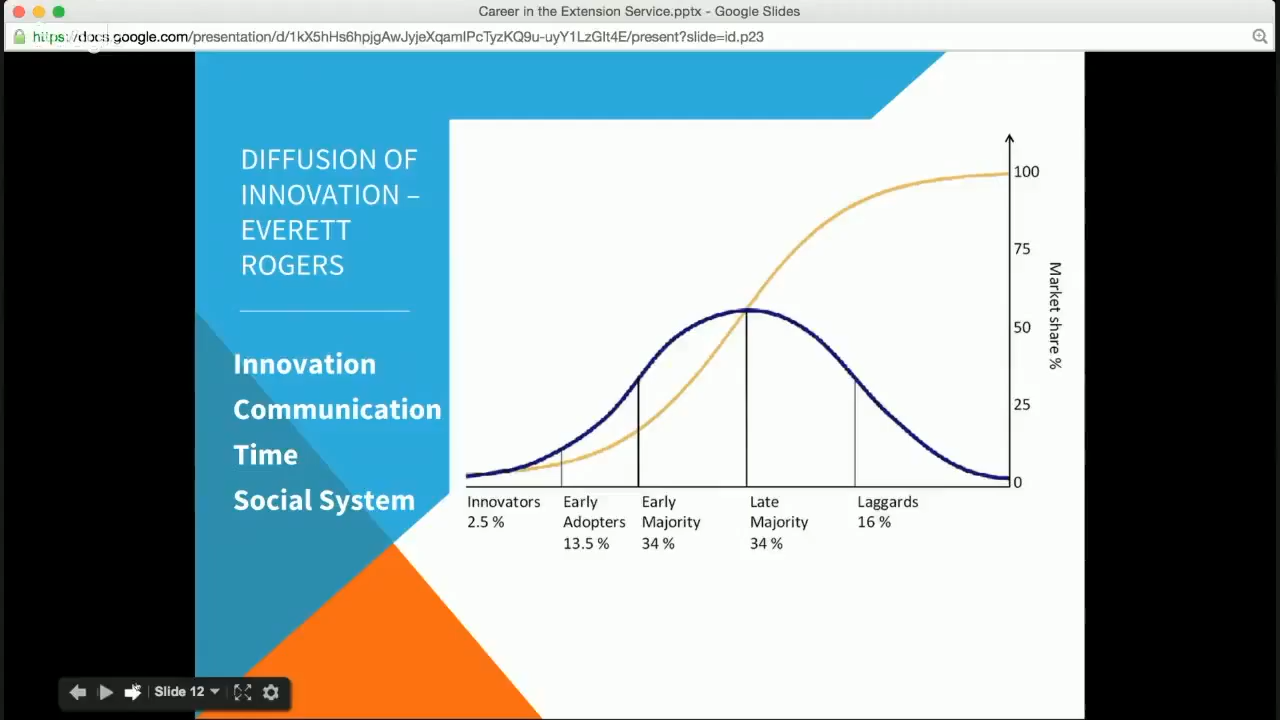 Career in the Extension Service.pptx - Google Slides
https://docs.google.com/presentation/d/1kX5hHs6hpjgAwJyjeXqamIPcTyzKQ9u-uyY1LzGIt4E/present?slide=id.p23
DIFFUSION OF
INNOVATION –
EVERETT
ROGERS
Innovation
Communication
Time
Social System
100
75
50
25
0
Market share %
Innovators
2.5 %
Early
Adopters
13.5 %
Early
Majority
34 %
Late
Majority
34 %
Laggards
16 %
Slide 12